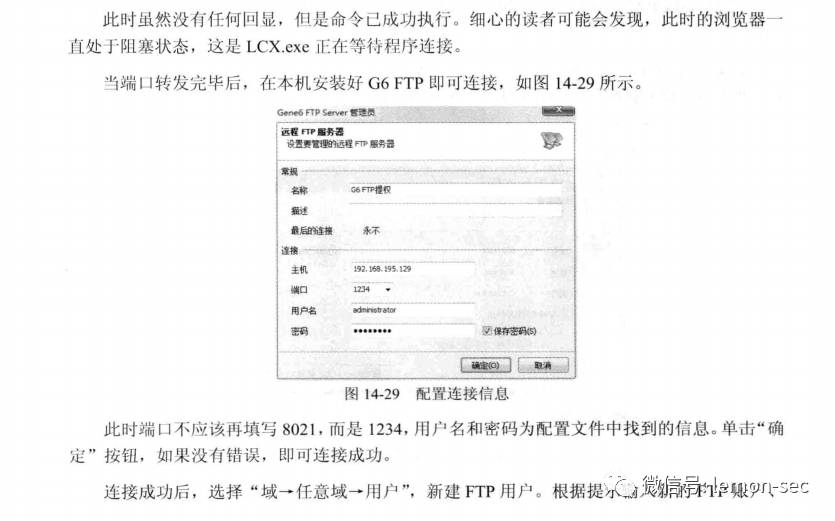 此时虽然没有任何回显，但是命令已成功执行。细心的读者可能会发现，此时的浏览器一
直处于阻塞状态，这是 LCX.exe 正在等待程序连接。
当端口转发完毕后，在本机安装好 G6 FTP 即可连接，如图 14-29 所示。
Gene6 FTP Server 管理员
远程 FTP 服务器
设置要管理的远程 FTP 服务器
常规
名称 G6 FTP提权
描述
最后的连接 永不
连接
主机 192.168.195.129
端口 1234
用户名 administrator
密码 ●●●●●●●● 保存密码(S)
确定(O) 取消
图 14-29 配置连接信息
此时端口不应该再填写 8021，而是 1234，用户名和密码为配置文件中找到的信息。单击“确
定”按钮，如果没有错误，即可连接成功。
连接成功后，选择“域→任意域→用户”，新建 FTP 用户。根据提示输入
微信号: lemon-sec